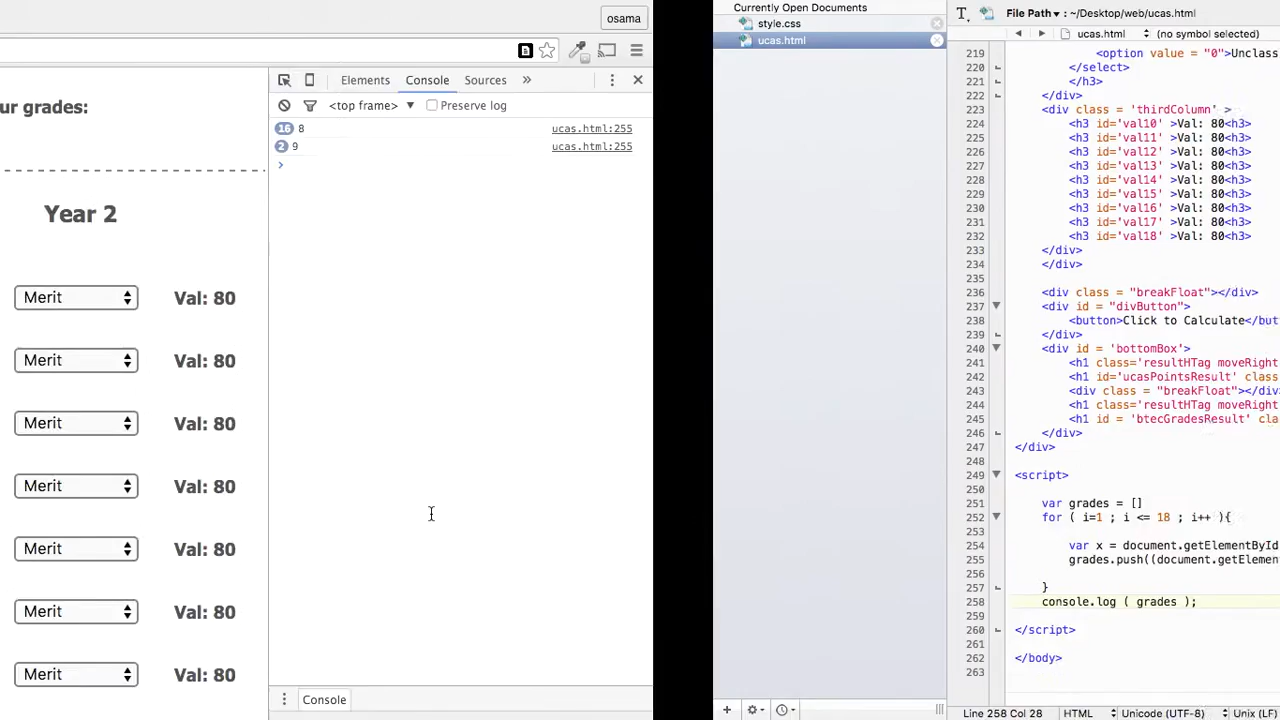 osama
Elements Console Sources »
<top frame> ▼ Preserve log
16 8 ucas.html:255
2 9 ucas.html:255
>
ur grades:
Year 2
Merit Val: 80
Merit Val: 80
Merit Val: 80
Merit Val: 80
Merit Val: 80
Merit Val: 80
Merit Val: 80
Console
Currently Open Documents
style.css
ucas.html
File Path ▾ : ~/Desktop/web/ucas.html
ucas.html (no symbol selected)
219 <option value = "0">Unclass
220 </select>
221 </h3>
222 </div>
223 <div class = 'thirdColumn' >
224 <h3 id='val10' >Val: 80<h3>
225 <h3 id='val11' >Val: 80<h3>
226 <h3 id='val12' >Val: 80<h3>
227 <h3 id='val13' >Val: 80<h3>
228 <h3 id='val14' >Val: 80<h3>
229 <h3 id='val15' >Val: 80<h3>
230 <h3 id='val16' >Val: 80<h3>
231 <h3 id='val17' >Val: 80<h3>
232 <h3 id='val18' >Val: 80<h3>
233 </div>
234 </div>
235
236 <div class = "breakFloat"></div>
237 <div id = "divButton">
238 <button>Click to Calculate</but
239 </div>
240 <div id = 'bottomBox'>
241 <h1 class='resultHTag moveRight
242 <h1 id='ucasPointsResult' class
243 <div class = "breakFloat"></div>
244 <h1 class='resultHTag moveRight
245 <h1 id = 'btecGradesResult' cla
246 </div>
247 </div>
248
249 <script>
250
251 var grades = []
252 for ( i=1 ; i <= 18 ; i++ ){
253
254 var x = document.getElementById
255 grades.push((document.getElemen
256
257 }
258 console.log ( grades );
259
260 </script>
261
262 </body>
263
Line 258 Col 28 HTML Unicode (UTF-8) Unix (LF)